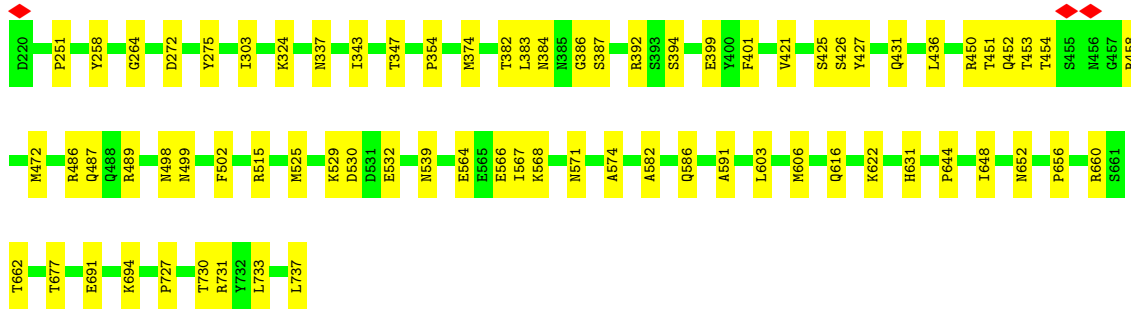 D220 P251 Y258 G264 D272 Y275 I303 K324 N337 I343 T347 P354 M374 T382 L383 N384 N385 G386 S387 R392 S393 S394 E399 Y400 F401 V421 S425 S426 Y427 Q431 L436 R450 T451 Q452 T453 T454 S455 N456 G457 R458
M472 R486 Q487 Q488 R489 N498 N499 F502 R515 M525 K529 D530 D531 E532 N539 E564 E565 E566 I567 K568 N571 A574 A582 Q586 A591 L603 M606 Q616 K622 H631 P644 I648 N652 P656 R660 S661
T662 T677 E691 K694 P727 T730 R731 Y732 L733 L737